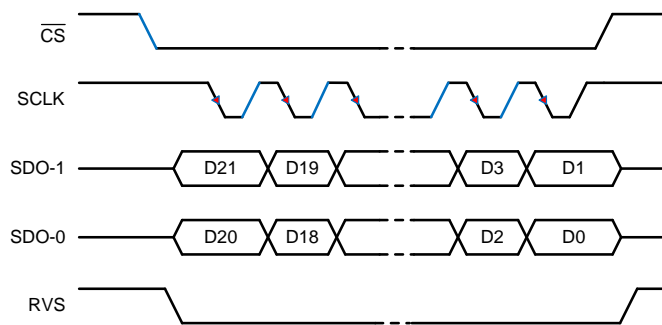 CS
SCLK
SDO-1 D21 D19 D3 D1
SDO-0 D20 D18 D2 D0
RVS